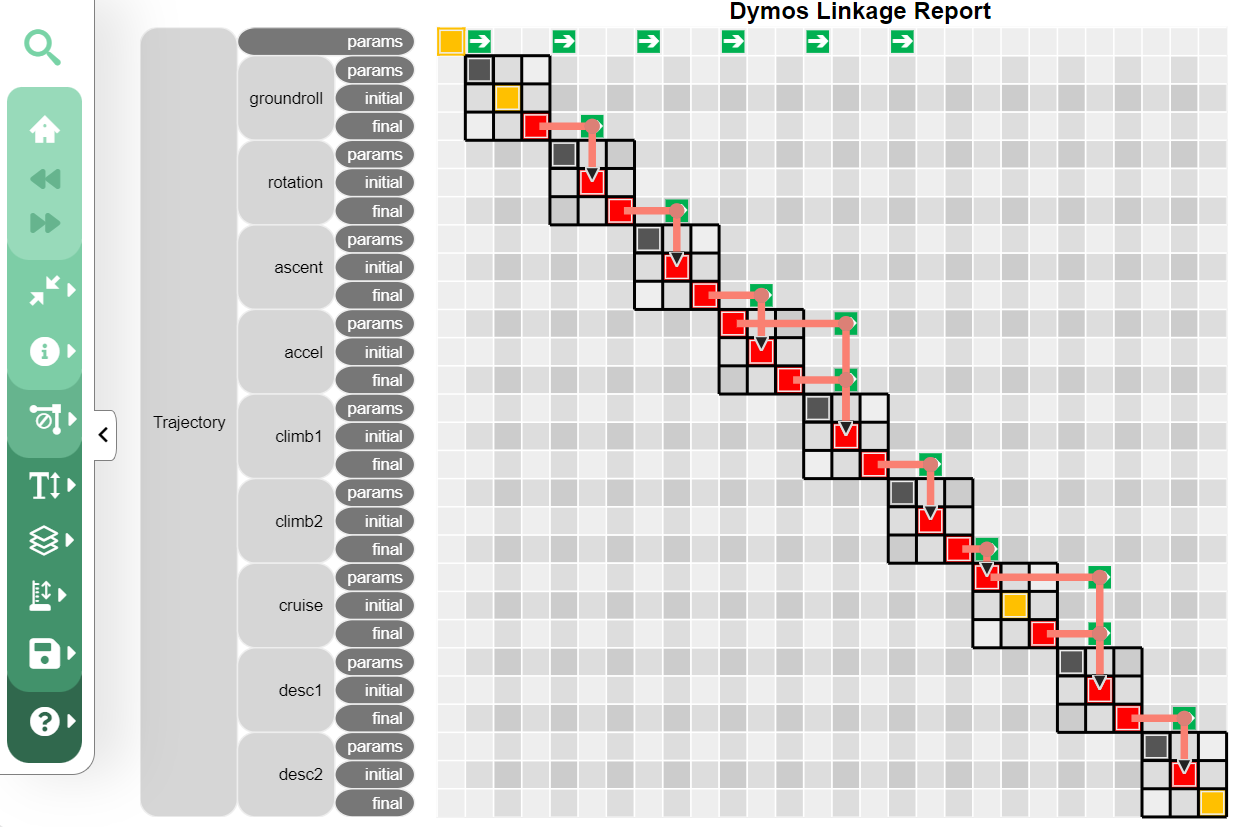 Dymos Linkage Report
params
params
groundroll initial
final
params
rotation initial
final
params
ascent initial
final
params
accel initial
final
params
Trajectory
climb1 initial
final
params
climb2 initial
final
params
cruise initial
final
params
desc1 initial
final
params
desc2 initial
final